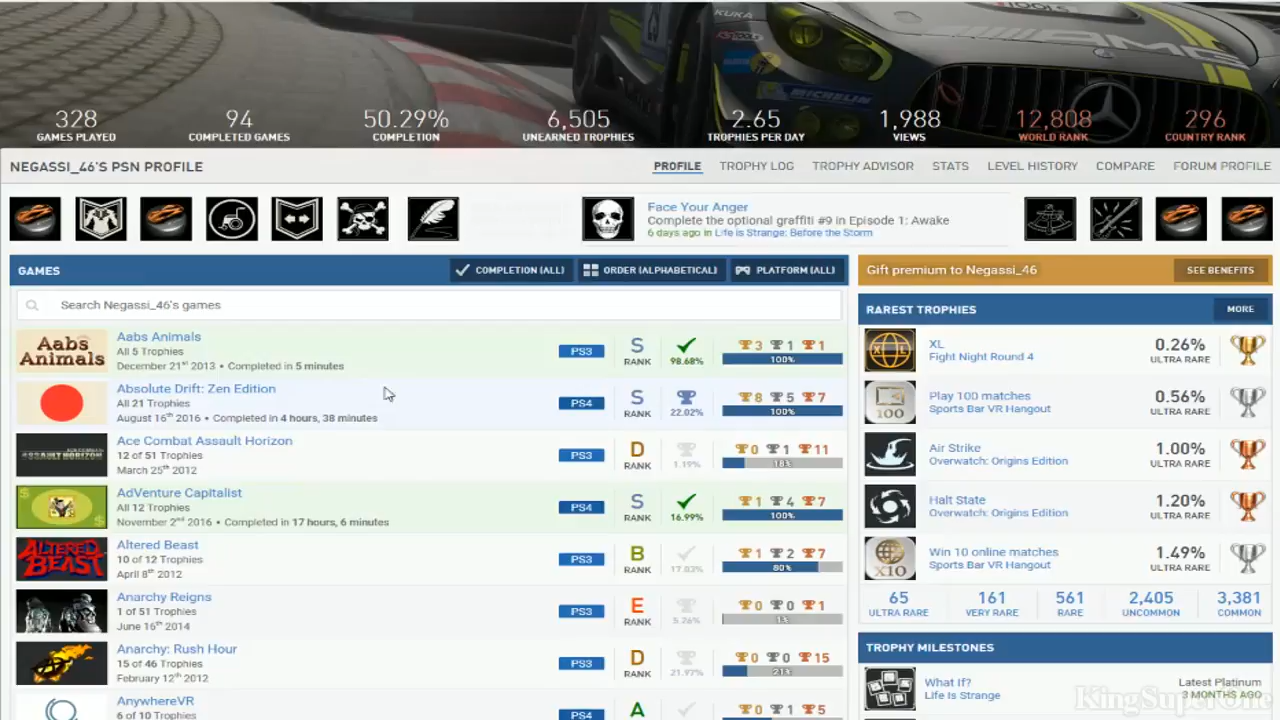 KUKA
AMG
MICHELIN
328
GAMES PLAYED
94
COMPLETED GAMES
50.29%
COMPLETION
6,505
UNEARNED TROPHIES
2.65
TROPHIES PER DAY
1,988
VIEWS
12,808
WORLD RANK
296
COUNTRY RANK
NEGASSI_46'S PSN PROFILE
PROFILE TROPHY LOG TROPHY ADVISOR STATS LEVEL HISTORY COMPARE FORUM PROFILE
Face Your Anger
Complete the optional graffiti #9 in Episode 1: Awake
6 days ago in Life is Strange: Before the Storm
GAMES COMPLETION (ALL) ORDER (ALPHABETICAL) PLATFORM (ALL)
Search Negassi_46's games
Aabs Animals
Aabs Animals
All 5 Trophies
December 21st 2013 • Completed in 5 minutes
PS3 S RANK 98.68% 3 1 1 100%
Absolute Drift: Zen Edition
All 21 Trophies
August 16th 2016 • Completed in 4 hours, 38 minutes
PS4 S RANK 22.02% 8 5 7 100%
ASSAULT HORIZON
Ace Combat Assault Horizon
12 of 51 Trophies
March 25th 2012
PS3 D RANK 1.19% 0 1 11 18%
AdVenture Capitalist
All 12 Trophies
November 2nd 2016 • Completed in 17 hours, 6 minutes
PS4 S RANK 16.99% 1 4 7 100%
ALTERED BEAST
Altered Beast
10 of 12 Trophies
April 8th 2012
PS3 B RANK 17.03% 1 2 7 80%
Anarchy Reigns
1 of 51 Trophies
June 16th 2014
PS3 E RANK 5.26% 0 0 1 1%
Anarchy: Rush Hour
15 of 46 Trophies
February 12th 2012
PS3 D RANK 21.97% 0 0 15 21%
AnywhereVR
6 of 10 Trophies
PS4 A 0 1 5
Gift premium to Negassi_46 SEE BENEFITS
RAREST TROPHIES MORE
XL
XL
Fight Night Round 4
0.26%
ULTRA RARE
100
Play 100 matches
Sports Bar VR Hangout
0.56%
ULTRA RARE
Air Strike
Overwatch: Origins Edition
1.00%
ULTRA RARE
Halt State
Overwatch: Origins Edition
1.20%
ULTRA RARE
X10
Win 10 online matches
Sports Bar VR Hangout
1.49%
ULTRA RARE
65
ULTRA RARE
161
VERY RARE
561
RARE
2,405
UNCOMMON
3,381
COMMON
TROPHY MILESTONES
What If?
Life Is Strange
Latest Platinum
3 MONTHS AGO
KingSuperOne